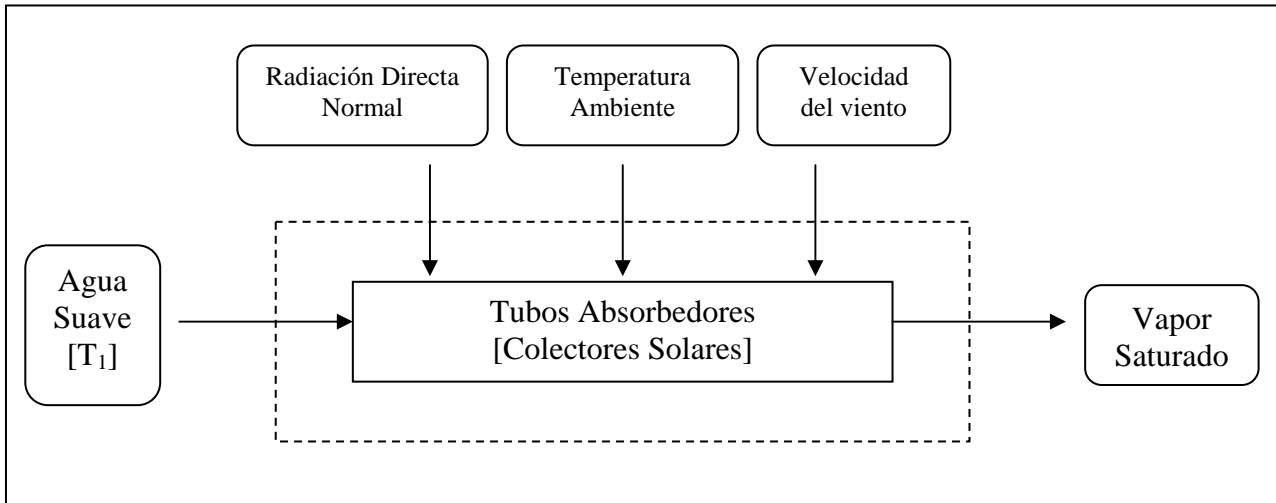 Radiación Directa
Normal
Temperatura
Ambiente
Velocidad
del viento
Agua
Suave
[T₁]
Tubos Absorbedores
[Colectores Solares]
Vapor
Saturado